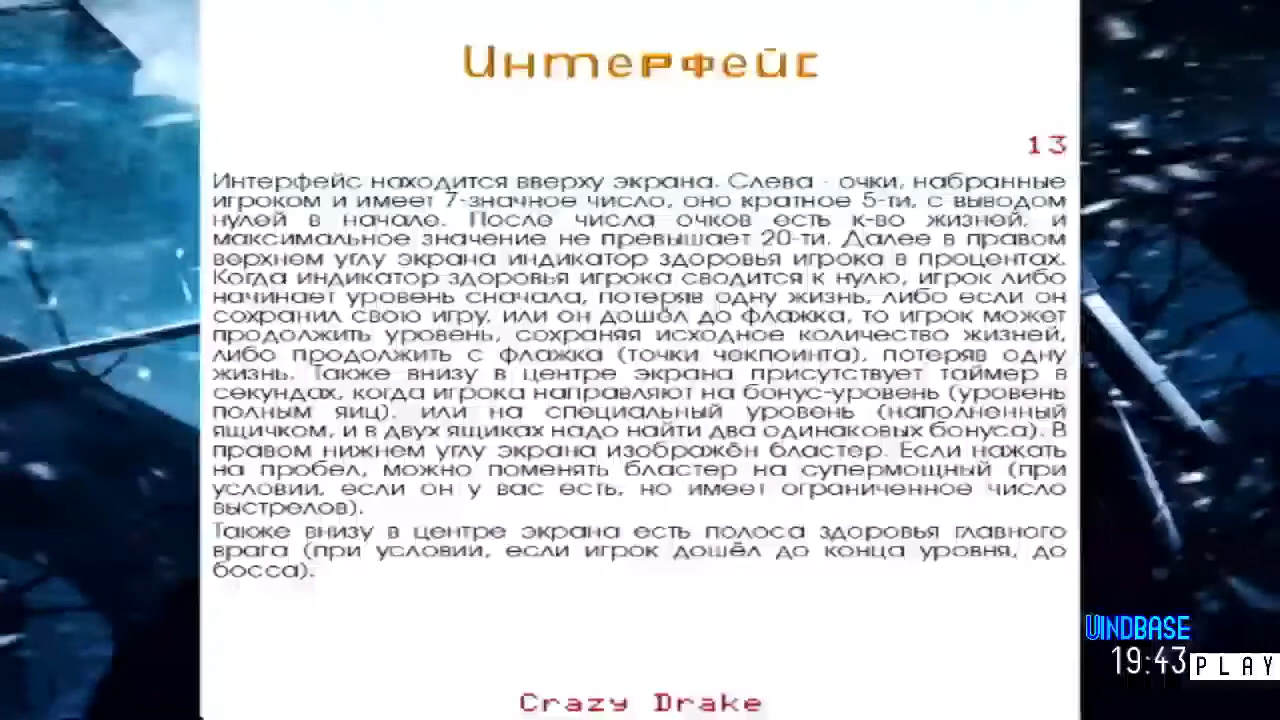 Интерфейс
13
Интерфейс находится вверху экрана. Слева - очки, набранные
игроком и имеет 7-значное число, оно кратное 5-ти, с выводом
нулей в начале. После числа очков есть к-во жизней, и
максимальное значение не превышает 20-ти. Далее в правом
верхнем углу экрана индикатор здоровья игрока в процентах.
Когда индикатор здоровья игрока сводится к нулю, игрок либо
начинает уровень сначала, потеряв одну жизнь, либо если он
сохранил свою игру, или он дошёл до флажка, то игрок может
продолжить уровень, сохраняя исходное количество жизней,
либо продолжить с флажка (точки чекпоинта), потеряв одну
жизнь. Также внизу в центре экрана присутствует таймер в
секундах, когда игрока направляют на бонус-уровень (уровень
полным яиц), или на специальный уровень (наполненный
ящичком, и в двух ящиках надо найти два одинаковых бонуса). В
правом нижнем углу экрана изображён бластер. Если нажать
на пробел, можно поменять бластер на супермощный (при
условии, если он у вас есть, но имеет ограниченное число
выстрелов).
Также внизу в центре экрана есть полоса здоровья главного
врага (при условии, если игрок дошёл до конца уровня, до
босса).
Crazy Drake
WINDBASE
19:43
PLAY